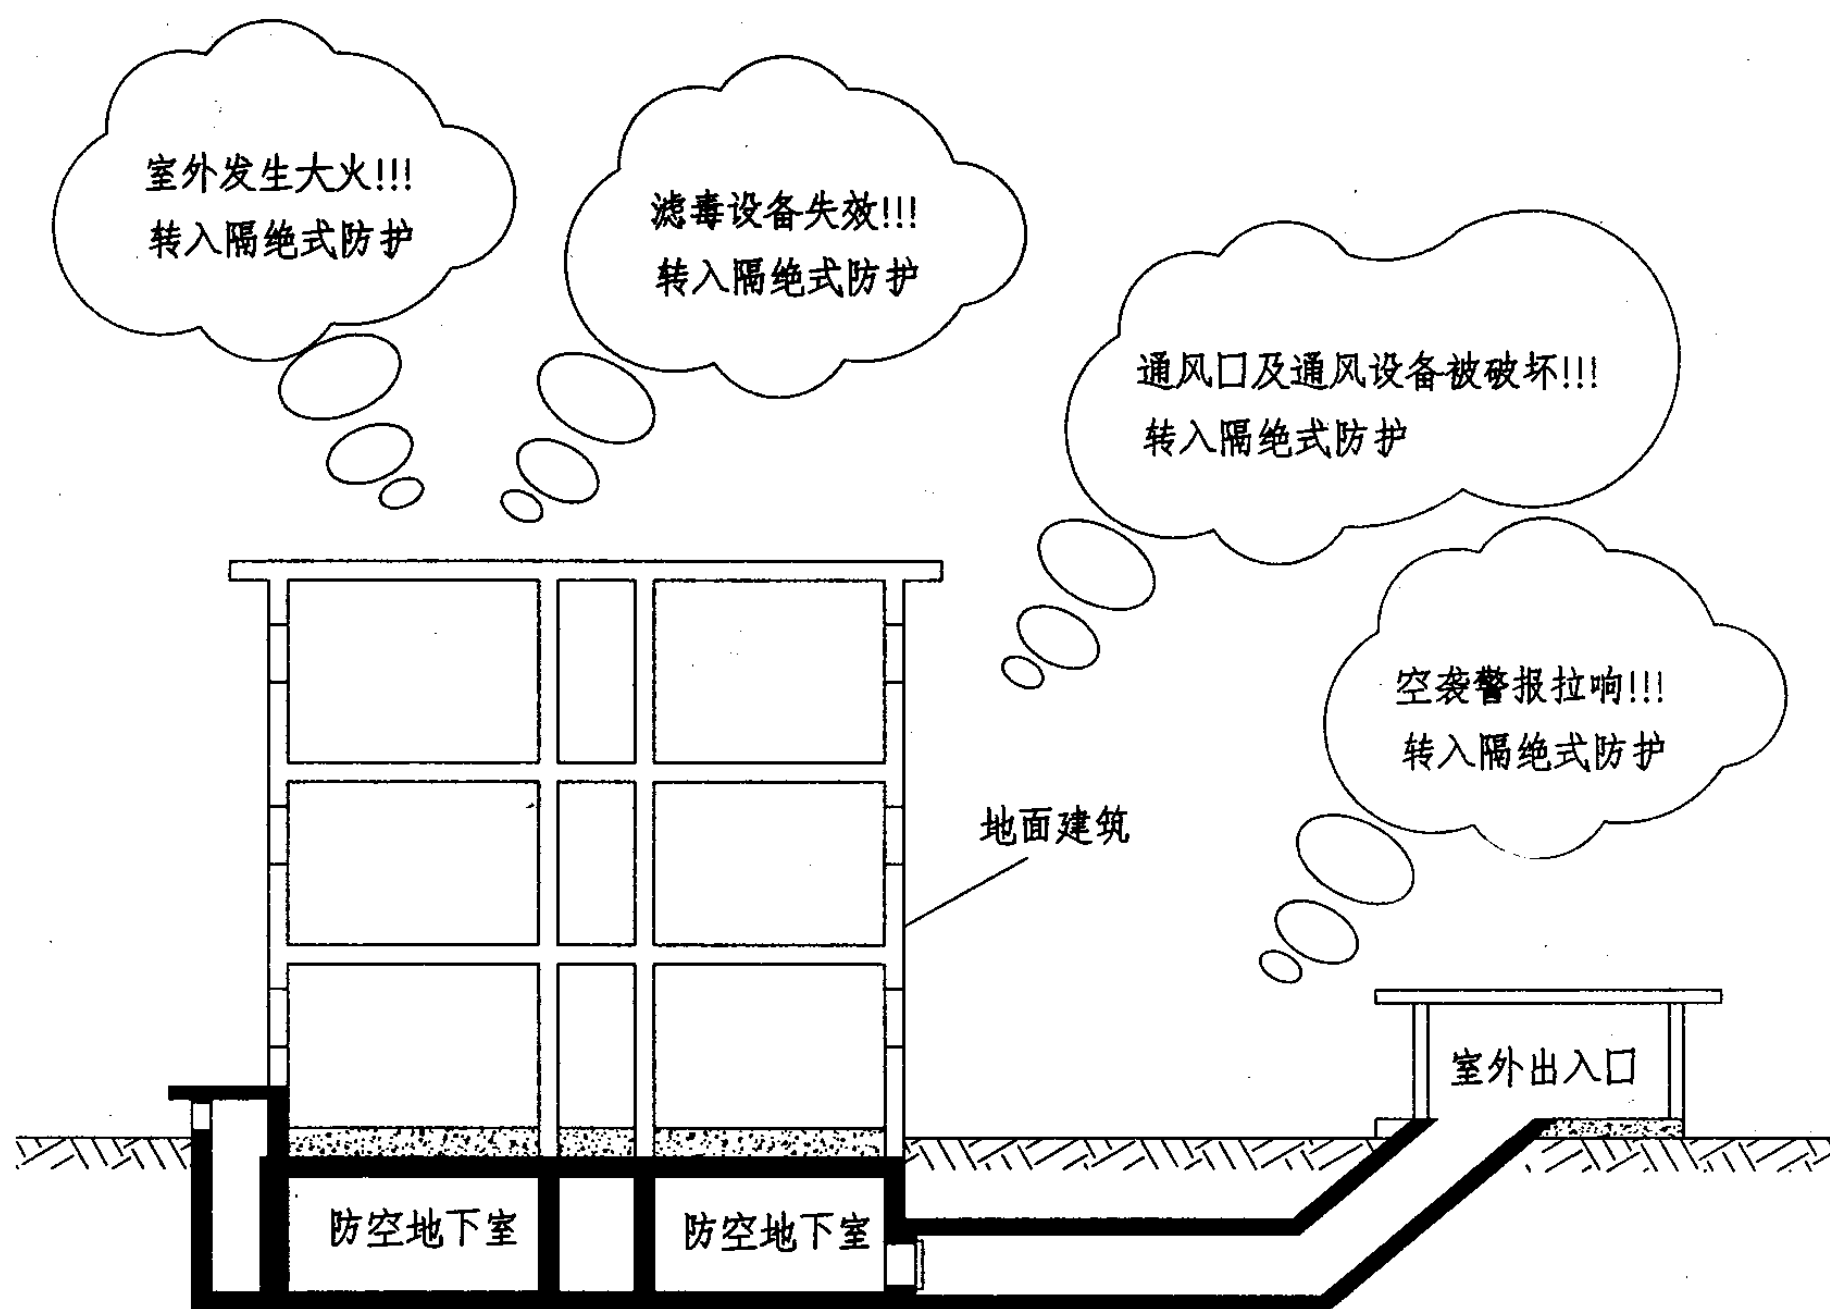 室外发生大火!!!
转入隔绝式防护
滤毒设备失效!!!
转入隔绝式防护
通风口及通风设备被破坏!!!
转入隔绝式防护
空袭警报拉响!!!
转入隔绝式防护
地面建筑
室外出入口
防空地下室
防空地下室